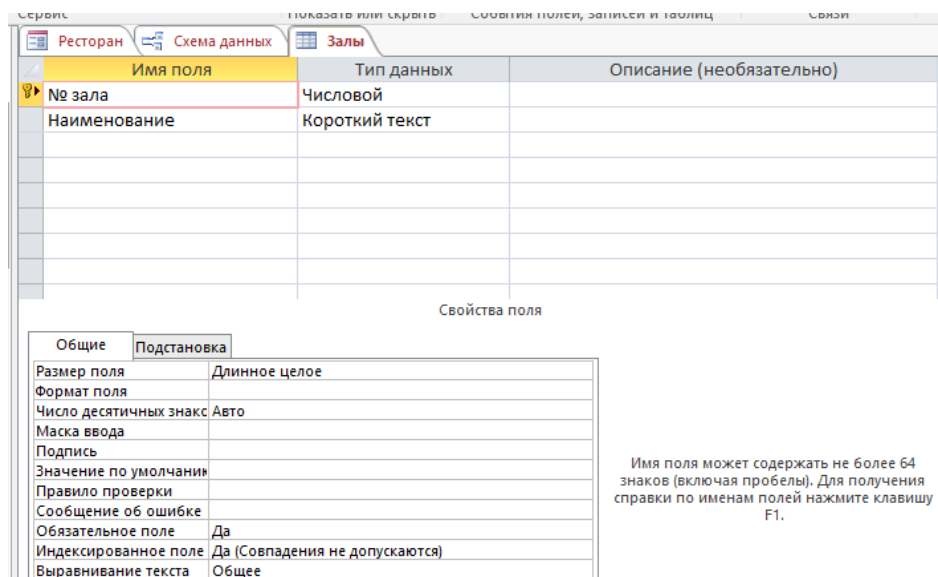 Сервис Показать или скрыть События полей, записей и таблиц Связи
Ресторан Схема данных Залы
Имя поля Тип данных Описание (необязательно)
№ зала Числовой
Наименование Короткий текст
Свойства поля
Общие Подстановка
Размер поля Длинное целое
Формат поля
Число десятичных знакс Авто
Маска ввода
Подпись
Значение по умолчани
Правило проверки
Сообщение об ошибке
Обязательное поле Да
Индексированное поле Да (Совпадения не допускаются)
Выравнивание текста Общее
Имя поля может содержать не более 64
знаков (включая пробелы). Для получения
справки по именам полей нажмите клавишу
F1.